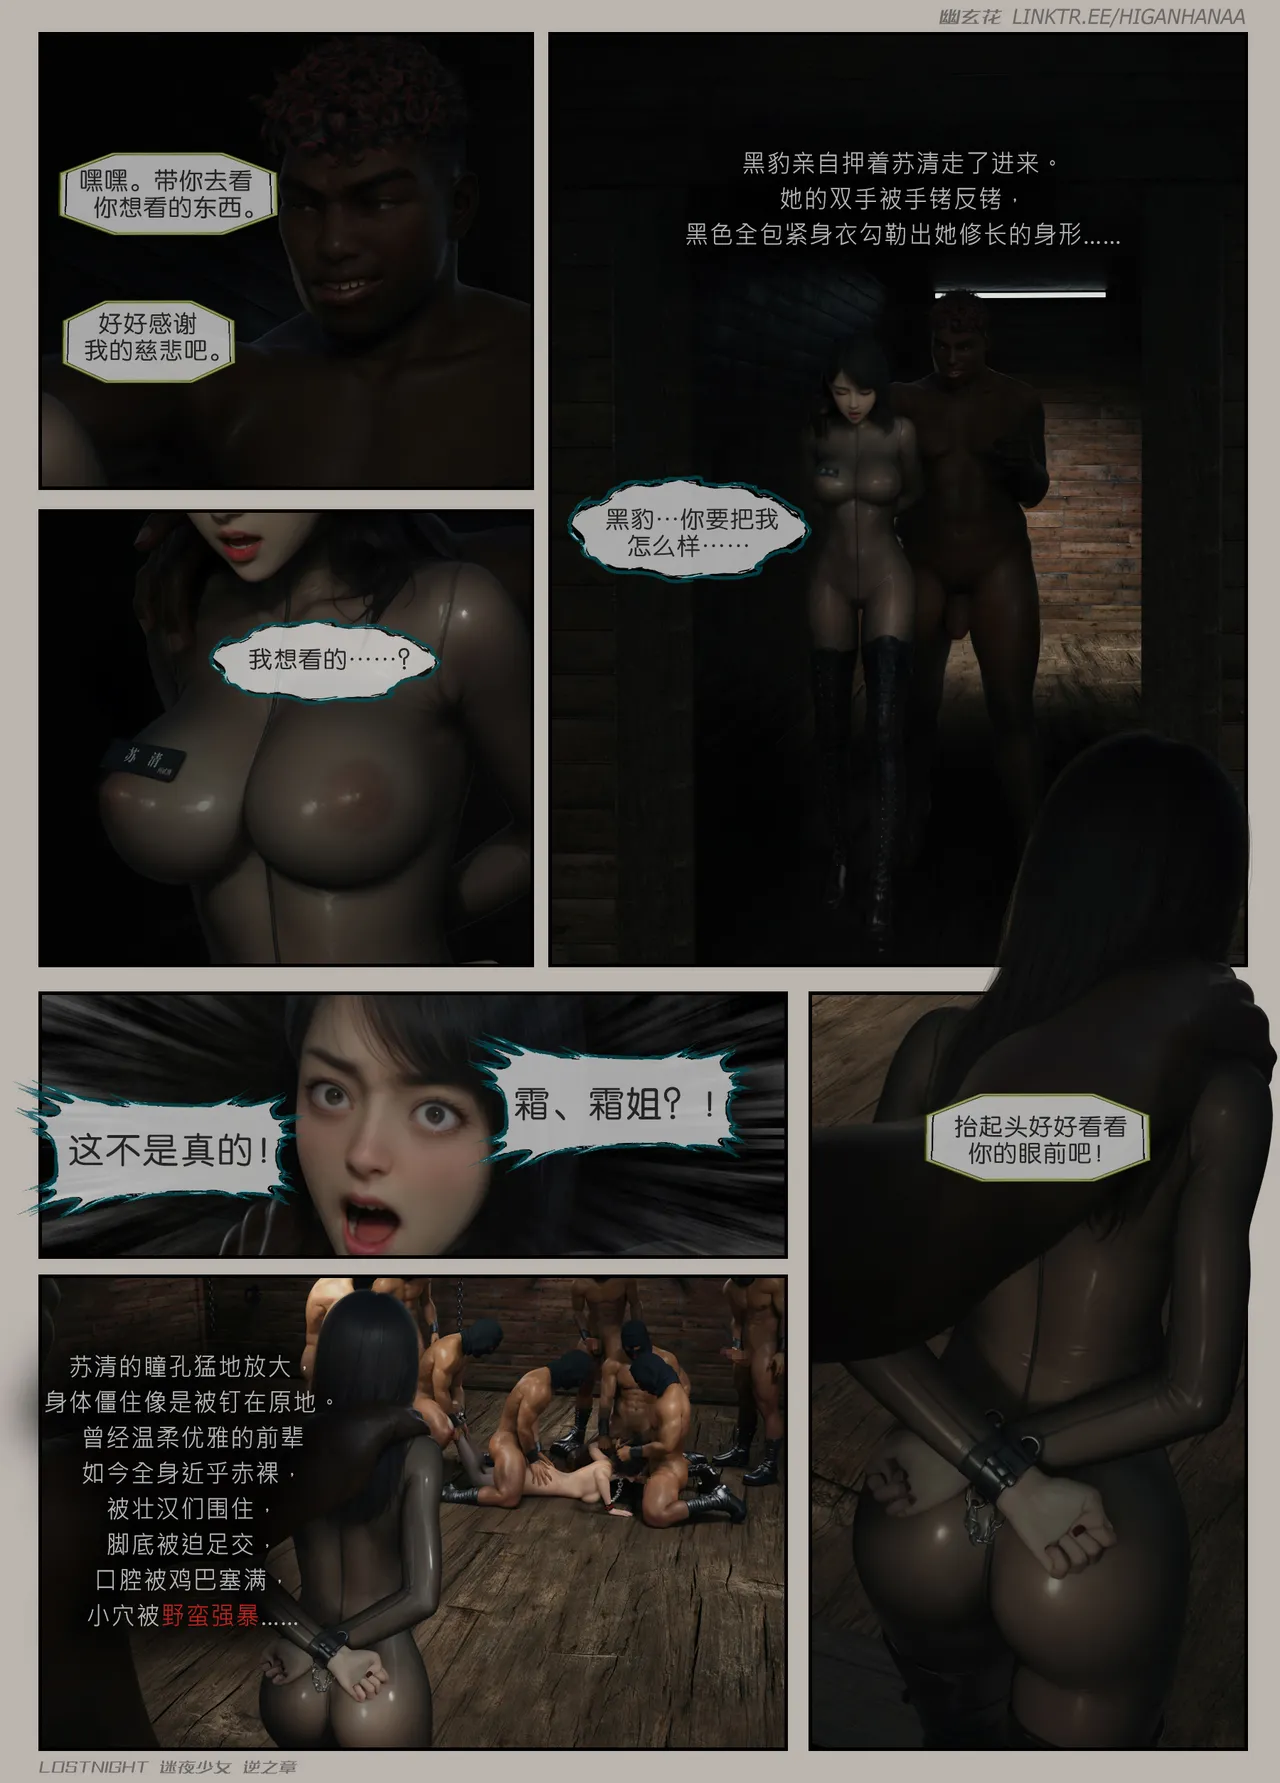 幽玄花 LINKTR.EE/HIGANHANAA
嘿嘿。带你去看
你想看的东西。
好好感谢
我的慈悲吧。
黑豹亲自押着苏清走了进来。
她的双手被手铐反铐，
黑色全包紧身衣勾勒出她修长的身形……
黑豹…你要把我
怎么样……
我想看的……?
苏 清
抬起头好好看看
你的眼前吧!
霜、霜姐?!
这不是真的!
苏清的瞳孔猛地放大，
身体僵住像是被钉在原地。
曾经温柔优雅的前辈
如今全身近乎赤裸，
被壮汉们围住，
脚底被迫足交，
口腔被鸡巴塞满，
小穴被野蛮强暴……
LOSTNIGHT 迷夜少女 逆之章